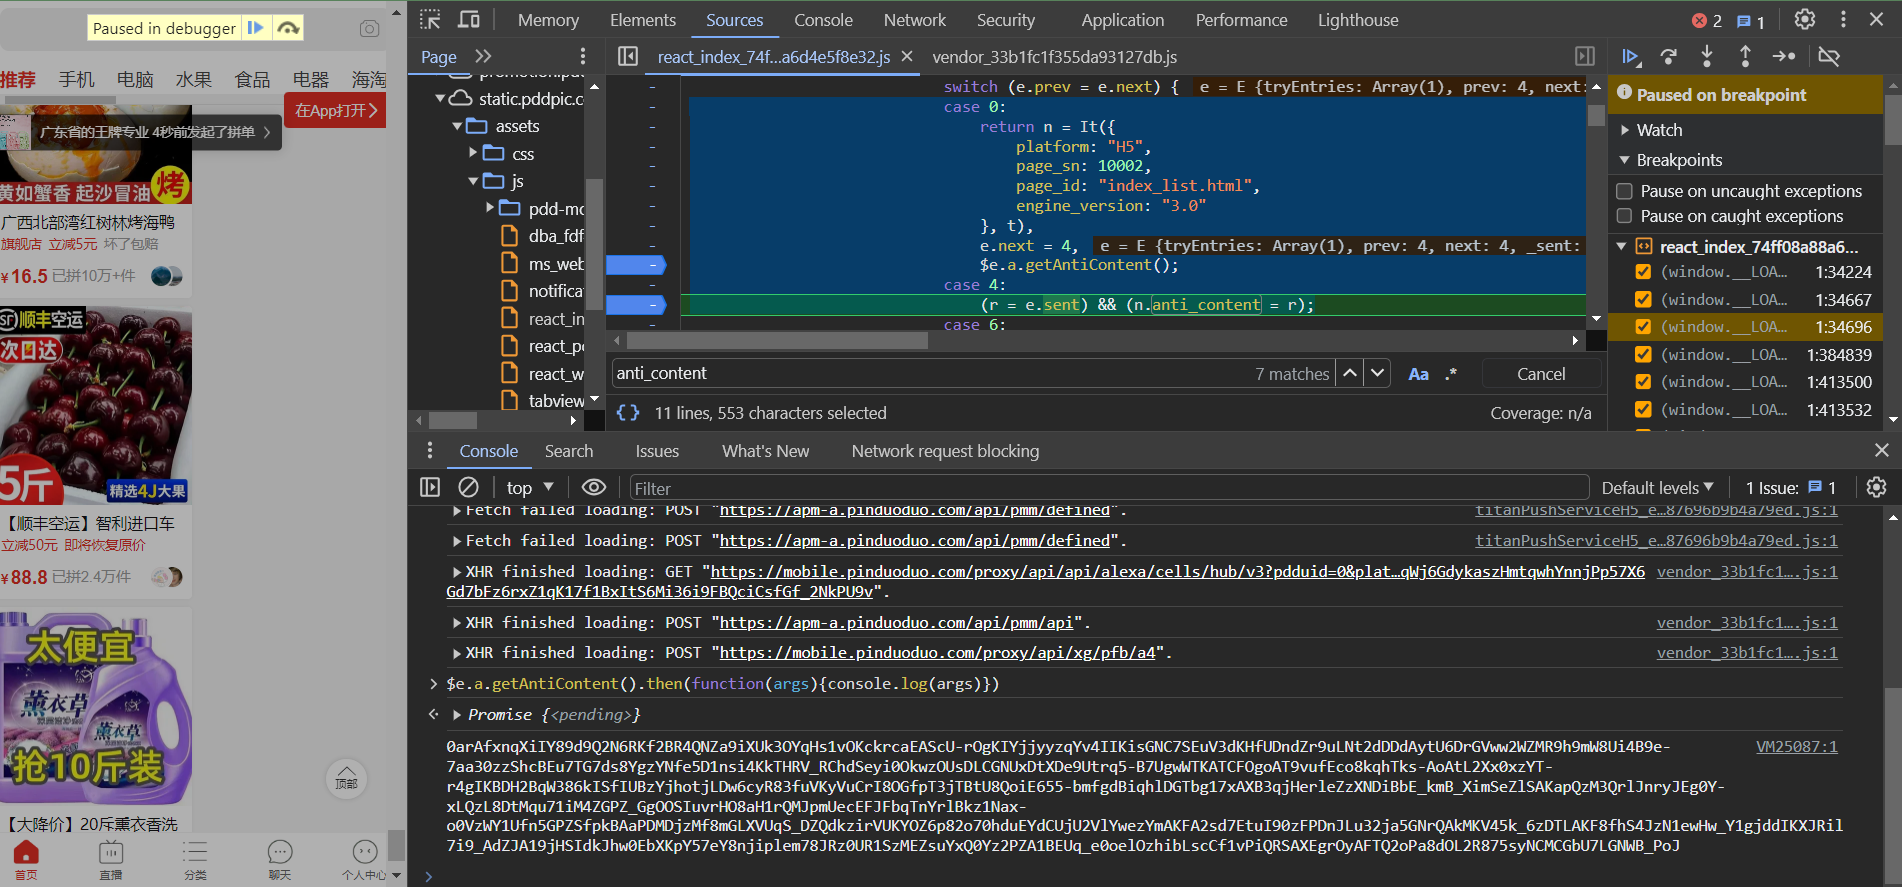 Paused in debugger
推荐 手机 电脑 水果 食品 电器 海淘
在App打开
广东省的王牌专业 4秒前发起了拼单
黄如蟹香 起沙冒油 烤
广西北部湾红树林烤海鸭
旗舰店 立减5元 坏了包赔
¥16.5 已拼10万+件
SF 顺丰空运
次日达
5斤
精选4J大果
【顺丰空运】智利进口车
立减50元 即将恢复原价
¥88.8 已拼2.4万件
太便宜
薰衣草
薰衣草
抢10斤装
顶部
【大降价】20斤薰衣香洗
首页 直播 分类 聊天 个人中心
Memory Elements Sources Console Network Security Application Performance Lighthouse 2 1
Page
react_index_74f...a6d4e5f8e32.js vendor_33b1fc1f355da93127db.js
promotion.pd
static.pddpic.c
assets
css
js
pdd-mc
dba_fdf
ms_web
notificat
react_in
react_po
react_w
tabview
switch (e.prev = e.next) { e = E {tryEntries: Array(1), prev: 4, next:
case 0:
return n = It({
platform: "H5",
page_sn: 10002,
page_id: "index_list.html",
engine_version: "3.0"
}, t),
e.next = 4, e = E {tryEntries: Array(1), prev: 4, next: 4, _sent:
$e.a.getAntiContent();
case 4:
(r = e.sent) && (n.anti_content = r);
case 6:
anti_content 7 matches Aa .* Cancel
{} 11 lines, 553 characters selected Coverage: n/a
Paused on breakpoint
Watch
Breakpoints
Pause on uncaught exceptions
Pause on caught exceptions
react_index_74ff08a88a6...
(window.__LOA... 1:34224
(window.__LOA... 1:34667
(window.__LOA... 1:34696
(window.__LOA... 1:384839
(window.__LOA... 1:413500
(window.__LOA... 1:413532
Console Search Issues What's New Network request blocking
top Filter Default levels 1 Issue: 1
Fetch failed loading: POST "https://apm-a.pinduoduo.com/api/pmm/defined". titanPushServiceH5_e…87696b9b4a79ed.js:1
Fetch failed loading: POST "https://apm-a.pinduoduo.com/api/pmm/defined". titanPushServiceH5_e…87696b9b4a79ed.js:1
XHR finished loading: GET "https://mobile.pinduoduo.com/proxy/api/api/alexa/cells/hub/v3?pdduid=0&plat…qWj6GdykaszHmtqwhYnnjPp57X6 vendor_33b1fc1….js:1
Gd7bFz6rxZ1qK17f1BxItS6Mi36i9FBQciCsfGf_2NkPU9v".
XHR finished loading: POST "https://apm-a.pinduoduo.com/api/pmm/api". vendor_33b1fc1….js:1
XHR finished loading: POST "https://mobile.pinduoduo.com/proxy/api/xg/pfb/a4". vendor_33b1fc1….js:1
$e.a.getAntiContent().then(function(args){console.log(args)})
Promise {<pending>}
0arAfxnqXiIY89d9Q2N6RKf2BR4QNZa9iXUk3OYqHs1vOKckrcaEAScU-rOgKIYjjyyzqYv4IIKisGNC7SEuV3dKHfUDndZr9uLNt2dDDdAytU6DrGVww2WZMR9h9mW8Ui4B9e- VM25087:1
7aa30zzShcBEu7TG7ds8YgzYNfe5D1nsi4KkTHRV_RChdSeyi0OkwzOUsDLCGNUxDtXDe9Utrq5-B7UgwWTKATCFOgoAT9vufEco8kqhTks-AoAtL2Xx0xzYT-
r4gIKBDH2BqW386kISfIUBzYjhotjLDw6cyR83fuVKyVuCrI8OGfpT3jTBtU8QoiE655-bmfgdBiqhlDGTbg17xAXB3qjHerleZzXNDiBbE_kmB_XimSeZlSAKapQzM3QrlJnryJEg0Y-
xLQzL8DtMqu71iM4ZGPZ_GgOOSIuvrHO8aH1rQMJpmUecEFJFbqTnYrlBkz1Nax-
o0VzWY1Ufn5GPZSfpkBAaPDMDjzMf8mGLXVUqS_DZQdkzirVUKYOZ6p82o70hduEYdCUjU2VlYwezYmAKFA2sd7EtuI90zFPDnJLu32ja5GNrQAkMKV45k_6zDTLAKF8fhS4JzN1ewHw_Y1gjddIKXJRil
7i9_AdZJA19jHSIdkJhw0EbXKpY57eY8njiplem78JRz0UR1SzMEZsuYxQ0Yz2PZA1BEUq_e0oelOzhibLscCf1vPiQRSAXEgrOyAFTQ2oPa8dOL2R875syNCMCGbU7LGNWB_PoJ